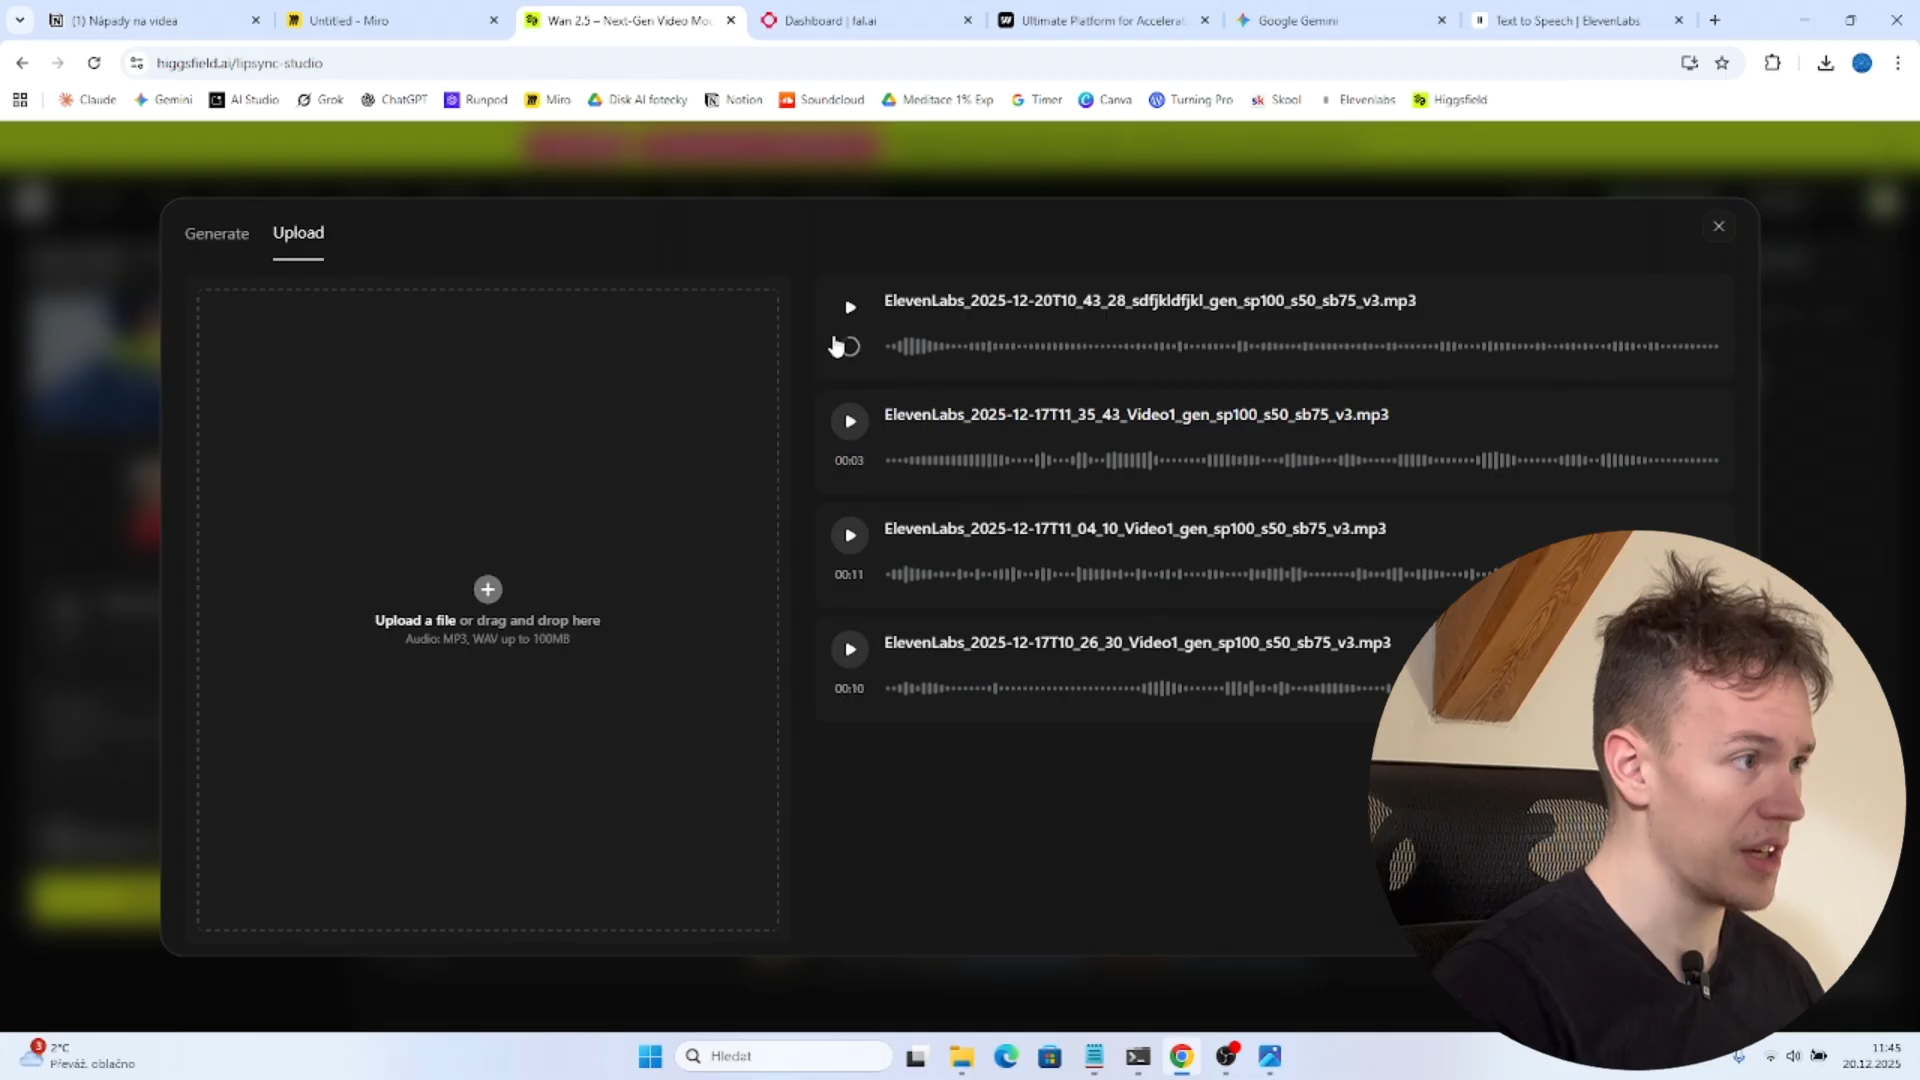 (1) Nápady na videa
Untitled - Miro
Wan 2.5 – Next-Gen Video Mo
Dashboard | fal.ai
Ultimate Platform for Accelerat
Google Gemini
Text to Speech | ElevenLabs
higgsfield.ai/lipsync-studio
Claude
Gemini
AI Studio
Grok
ChatGPT
Runpod
Miro
Disk AI fotecky
Notion
Soundcloud
Meditace 1% Exp
Timer
Canva
Turning Pro
sk Skool
Elevenlabs
Higgsfield
Generate
Upload
ElevenLabs_2025-12-20T10_43_28_sdfjkldfjkl_gen_sp100_s50_sb75_v3.mp3
ElevenLabs_2025-12-17T11_35_43_Video1_gen_sp100_s50_sb75_v3.mp3
00:03
ElevenLabs_2025-12-17T11_04_10_Video1_gen_sp100_s50_sb75_v3.mp3
00:11
ElevenLabs_2025-12-17T10_26_30_Video1_gen_sp100_s50_sb75_v3.mp3
00:10
Upload a file or drag and drop here
Audio: MP3, WAV up to 100MB
3
2°C
Převáž. oblačno
Hledat
11:45
20.12.2025